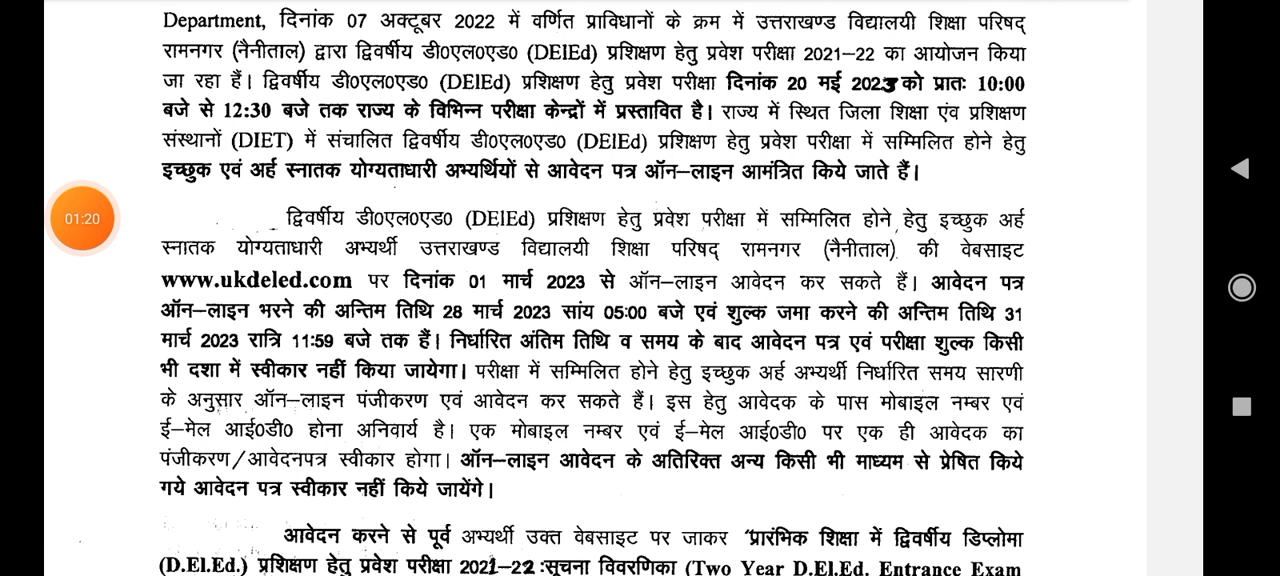 Department, दिनांक 07 अक्टूबर 2022 में वर्णित प्राविधानों के क्रम में उत्तराखण्ड विद्यालयी शिक्षा परिषद्
रामनगर (नैनीताल) द्वारा द्विवर्षीय डी0एल0एड0 (DElEd) प्रशिक्षण हेतु प्रवेश परीक्षा 2021–22 का आयोजन किया
जा रहा हैं। द्विवर्षीय डी0एल0एड0 (DElEd) प्रशिक्षण हेतु प्रवेश परीक्षा दिनांक 20 मई 2023 को प्रातः 10:00
बजे से 12:30 बजे तक राज्य के विभिन्न परीक्षा केन्द्रों में प्रस्तावित है। राज्य में स्थित जिला शिक्षा एंव प्रशिक्षण
संस्थानों (DIET) में संचालित द्विवर्षीय डी0एल0एड0 (DElEd) प्रशिक्षण हेतु प्रवेश परीक्षा में सम्मिलित होने हेतु
इच्छुक एवं अर्ह स्नातक योग्यताधारी अभ्यर्थियों से आवेदन पत्र ऑन–लाइन आमंत्रित किये जाते हैं।
01:20
द्विवर्षीय डी0एल0एड0 (DElEd) प्रशिक्षण हेतु प्रवेश परीक्षा में सम्मिलित होने हेतु इच्छुक अर्ह
स्नातक योग्यताधारी अभ्यर्थी उत्तराखण्ड विद्यालयी शिक्षा परिषद् रामनगर (नैनीताल) की वेबसाइट
www.ukdeled.com पर दिनांक 01 मार्च 2023 से ऑन–लाइन आवेदन कर सकते हैं। आवेदन पत्र
ऑन–लाइन भरने की अन्तिम तिथि 28 मार्च 2023 सांय 05:00 बजे एवं शुल्क जमा करने की अन्तिम तिथि 31
मार्च 2023 रात्रि 11:59 बजे तक हैं। निर्धारित अंतिम तिथि व समय के बाद आवेदन पत्र एवं परीक्षा शुल्क किसी
भी दशा में स्वीकार नहीं किया जायेगा। परीक्षा में सम्मिलित होने हेतु इच्छुक अर्ह अभ्यर्थी निर्धारित समय सारणी
के अनुसार ऑन–लाइन पंजीकरण एवं आवेदन कर सकते हैं। इस हेतु आवेदक के पास मोबाइल नम्बर एवं
ई–मेल आई0डी0 होना अनिवार्य है। एक मोबाइल नम्बर एवं ई–मेल आई0डी0 पर एक ही आवेदक का
पंजीकरण/आवेदनपत्र स्वीकार होगा। ऑन–लाइन आवेदन के अतिरिक्त अन्य किसी भी माध्यम से प्रेषित किये
गये आवेदन पत्र स्वीकार नहीं किये जायेंगे।
आवेदन करने से पूर्व अभ्यर्थी उक्त वेबसाइट पर जाकर "प्रारंभिक शिक्षा में द्विवर्षीय डिप्लोमा
(D.El.Ed.) प्रशिक्षण हेतु प्रवेश परीक्षा 2021–22 :सूचना विवरणिका (Two Year D.El.Ed. Entrance Exam